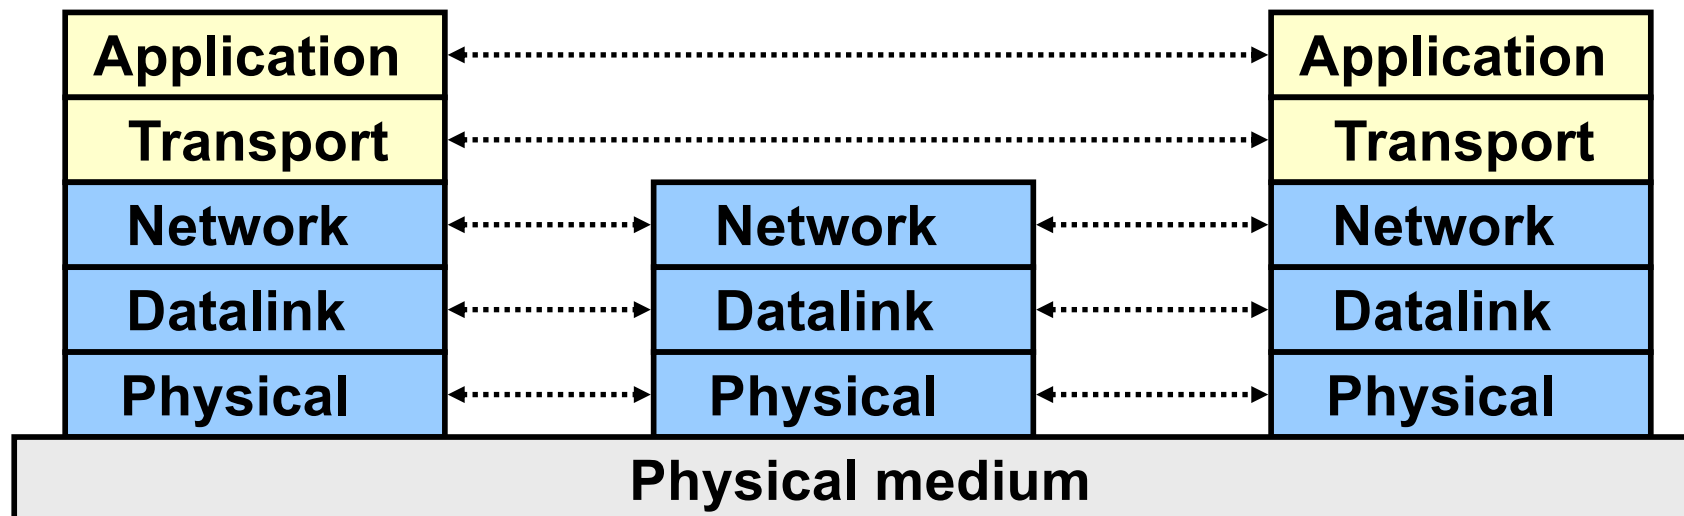 Application
Application
Transport
Transport
Network
Network
Network
Datalink
Datalink
Datalink
Physical
Physical
Physical
Physical medium